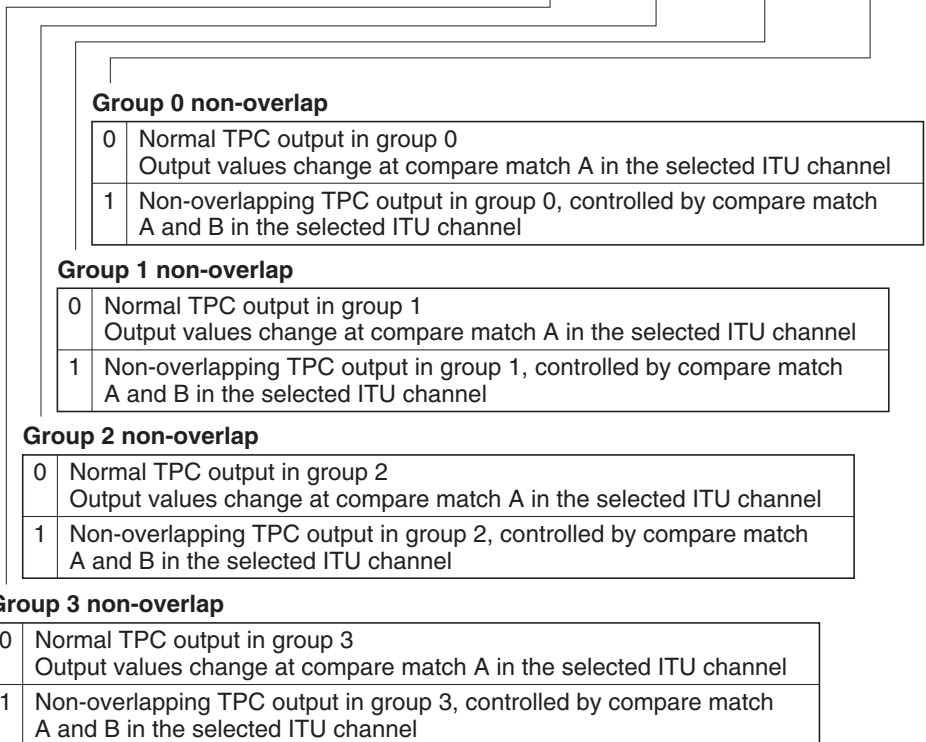 Group 0 non-overlap
0 Normal TPC output in group 0
Output values change at compare match A in the selected ITU channel
1 Non-overlapping TPC output in group 0, controlled by compare match
A and B in the selected ITU channel
Group 1 non-overlap
0 Normal TPC output in group 1
Output values change at compare match A in the selected ITU channel
1 Non-overlapping TPC output in group 1, controlled by compare match
A and B in the selected ITU channel
Group 2 non-overlap
0 Normal TPC output in group 2
Output values change at compare match A in the selected ITU channel
1 Non-overlapping TPC output in group 2, controlled by compare match
A and B in the selected ITU channel
Group 3 non-overlap
0 Normal TPC output in group 3
Output values change at compare match A in the selected ITU channel
1 Non-overlapping TPC output in group 3, controlled by compare match
A and B in the selected ITU channel